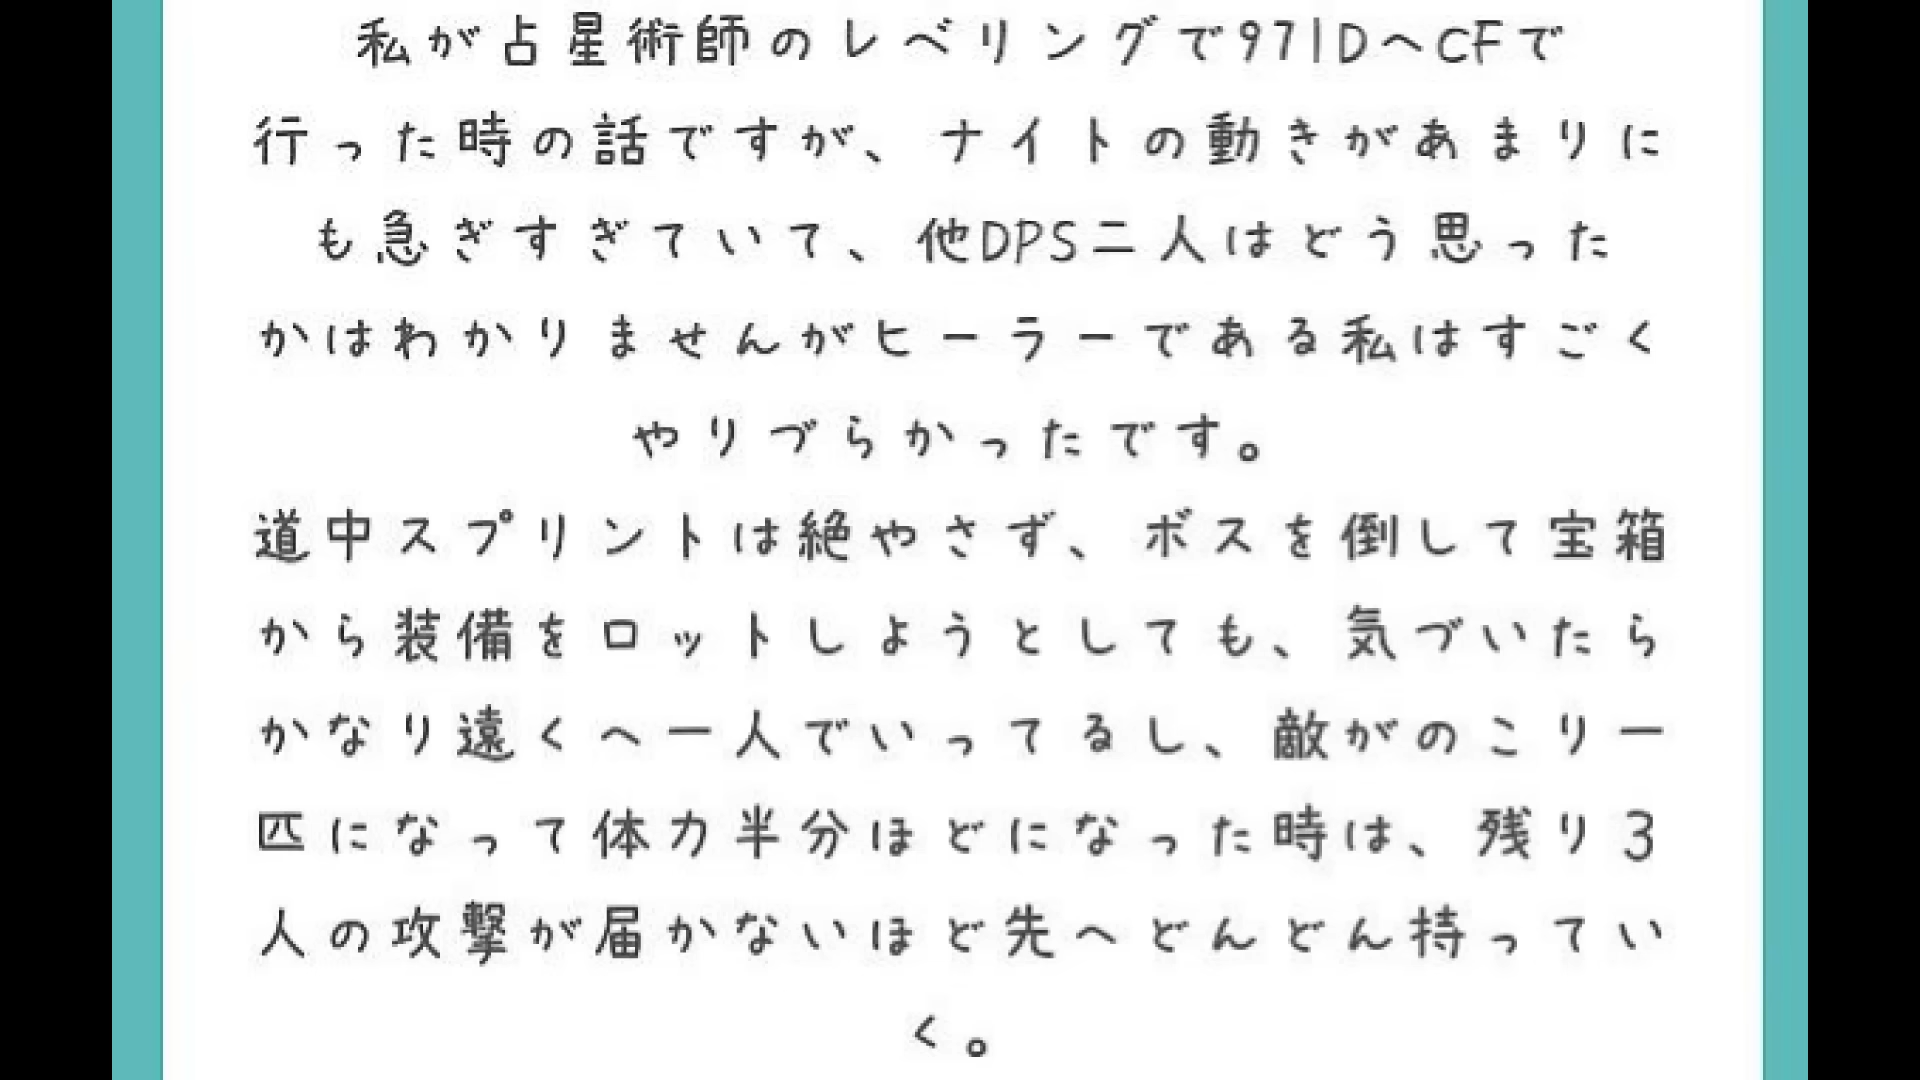 私が占星術師のレベリングで97IDへCFで
行った時の話ですが、ナイトの動きがあまりに
も急ぎすぎていて、他DPS二人はどう思った
かはわかりませんがヒーラーである私はすごく
やりづらかったです。
道中スプリントは絶やさず、ボスを倒して宝箱
から装備をロットしようとしても、気づいたら
かなり遠くへ一人でいってるし、敵がのこり一
匹になって体力半分ほどになった時は、残り3
人の攻撃が届かないほど先へどんどん持ってい
く。